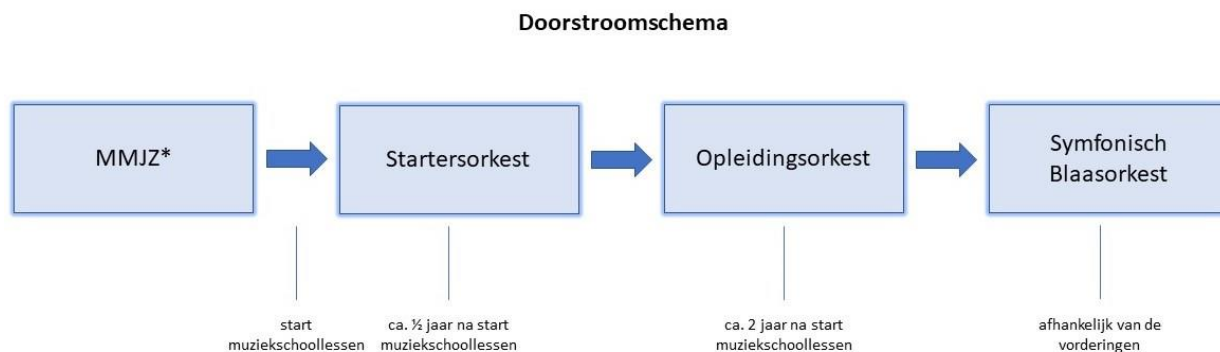 Doorstroomschema
MMJZ*
Startersorkest
Opleidingsorkest
Symfonisch
Blaasorkest
start
muziekschoollessen
ca. ½ jaar na start
muziekschoollessen
ca. 2 jaar na start
muziekschoollessen
afhankelijk van de
vorderingen